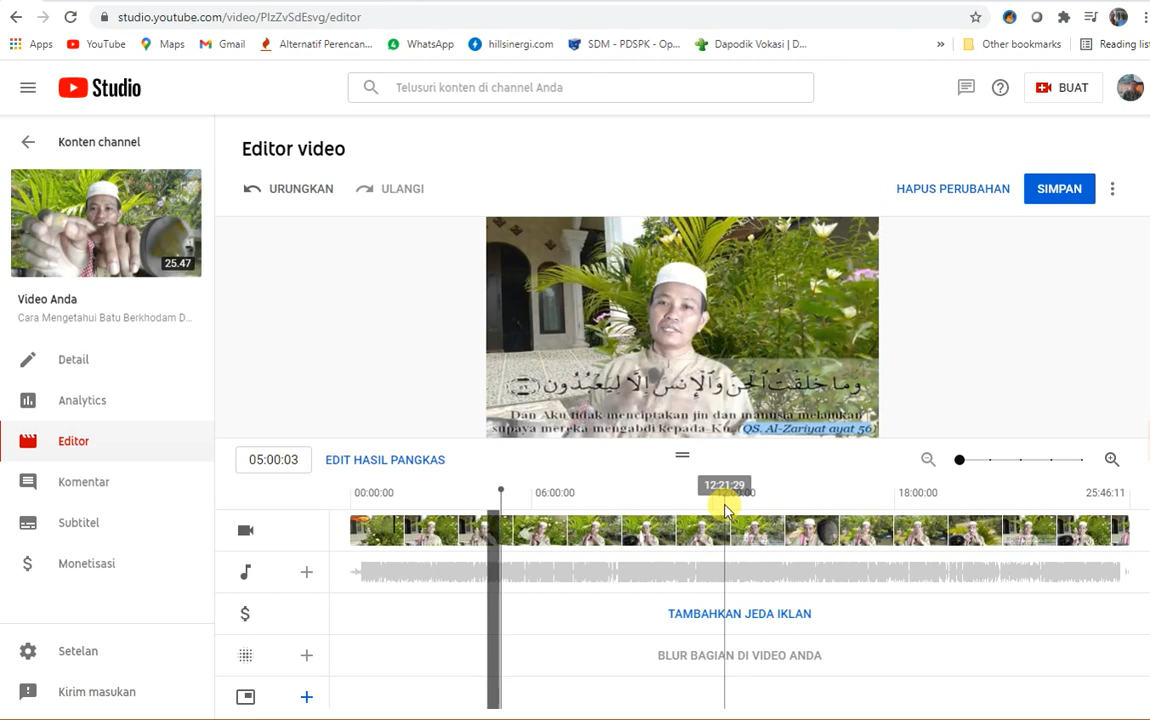 studio.youtube.com/video/PIzZvSdEsvg/editor
Apps
YouTube
Maps
Gmail
Alternatif Perencan...
WhatsApp
hillsinergi.com
SDM - PDSPK - Op...
Dapodik Vokasi | D...
»
Other bookmarks
Reading list
Studio
Telusuri konten di channel Anda
BUAT
Konten channel
25.47
Video Anda
Cara Mengetahui Batu Berkhodam D...
Detail
Analytics
Editor
Komentar
Subtitel
Monetisasi
Setelan
Kirim masukan
Editor video
URUNGKAN
ULANGI
HAPUS PERUBAHAN
SIMPAN
وَمَا خَلَقْتُ الْجِنَّ وَالْإِنْسَ إِلَّا لِيَعْبُدُونِ
Dan Aku tidak menciptakan jin dan manusia melainkan
supaya mereka mengabdi kepada-Ku. (QS. Al-Zariyat ayat 56)
05:00:03
EDIT HASIL PANGKAS
12:21:29
00:00:00
06:00:00
12:00:00
18:00:00
25:46:11
TAMBAHKAN JEDA IKLAN
BLUR BAGIAN DI VIDEO ANDA